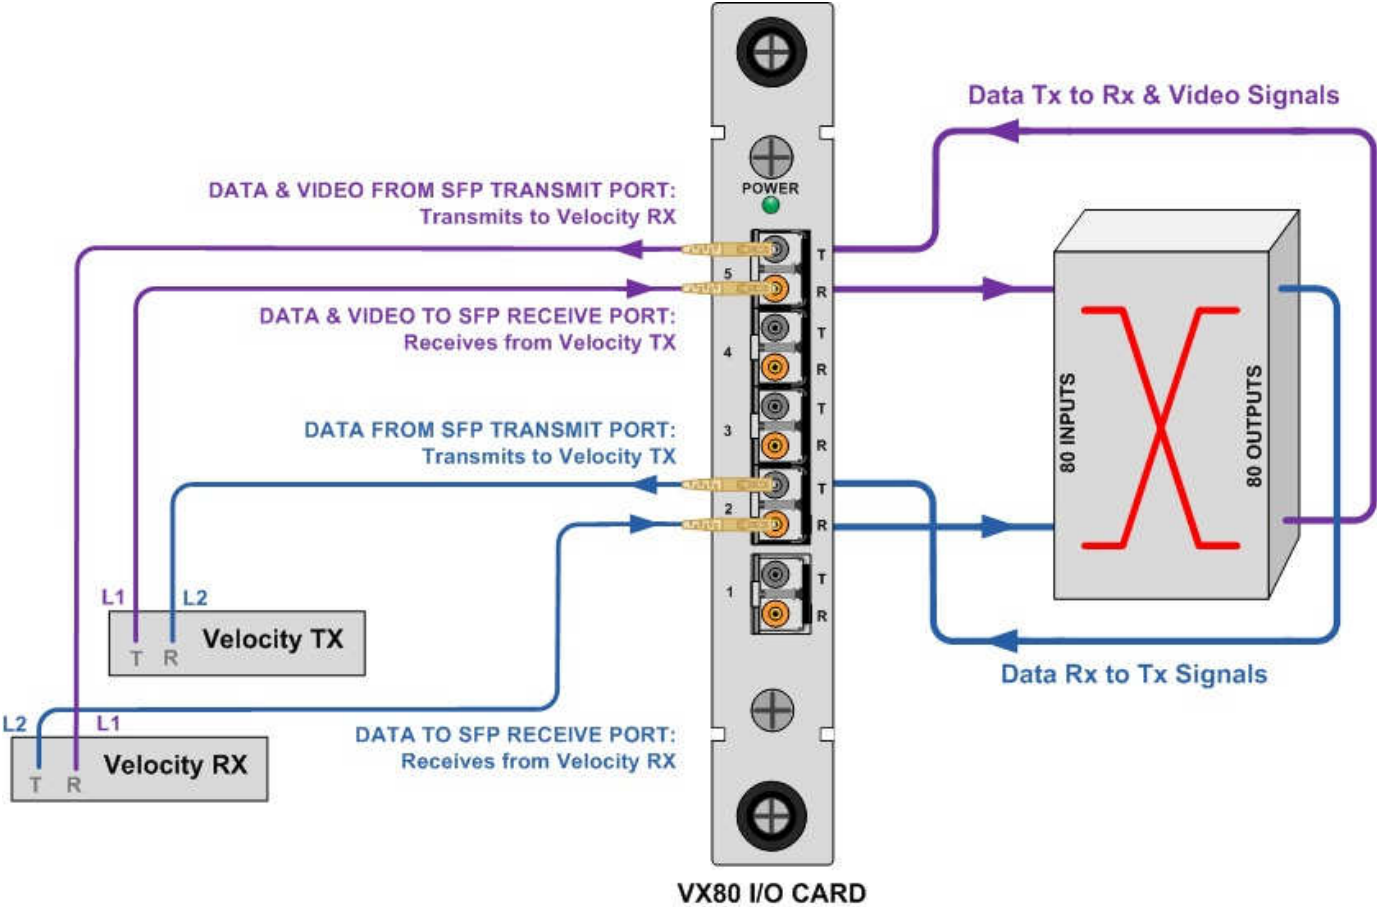 Data Tx to Rx & Video Signals
DATA & VIDEO FROM SFP TRANSMIT PORT:
Transmits to Velocity RX
POWER
5
T
R
DATA & VIDEO TO SFP RECEIVE PORT:
Receives from Velocity TX
4
T
R
DATA FROM SFP TRANSMIT PORT:
Transmits to Velocity TX
3
T
R
2
T
R
1
T
R
80 INPUTS
80 OUTPUTS
Data Rx to Tx Signals
L1
L2
Velocity TX
T R
L2
L1
Velocity RX
T R
DATA TO SFP RECEIVE PORT:
Receives from Velocity RX
VX80 I/O CARD